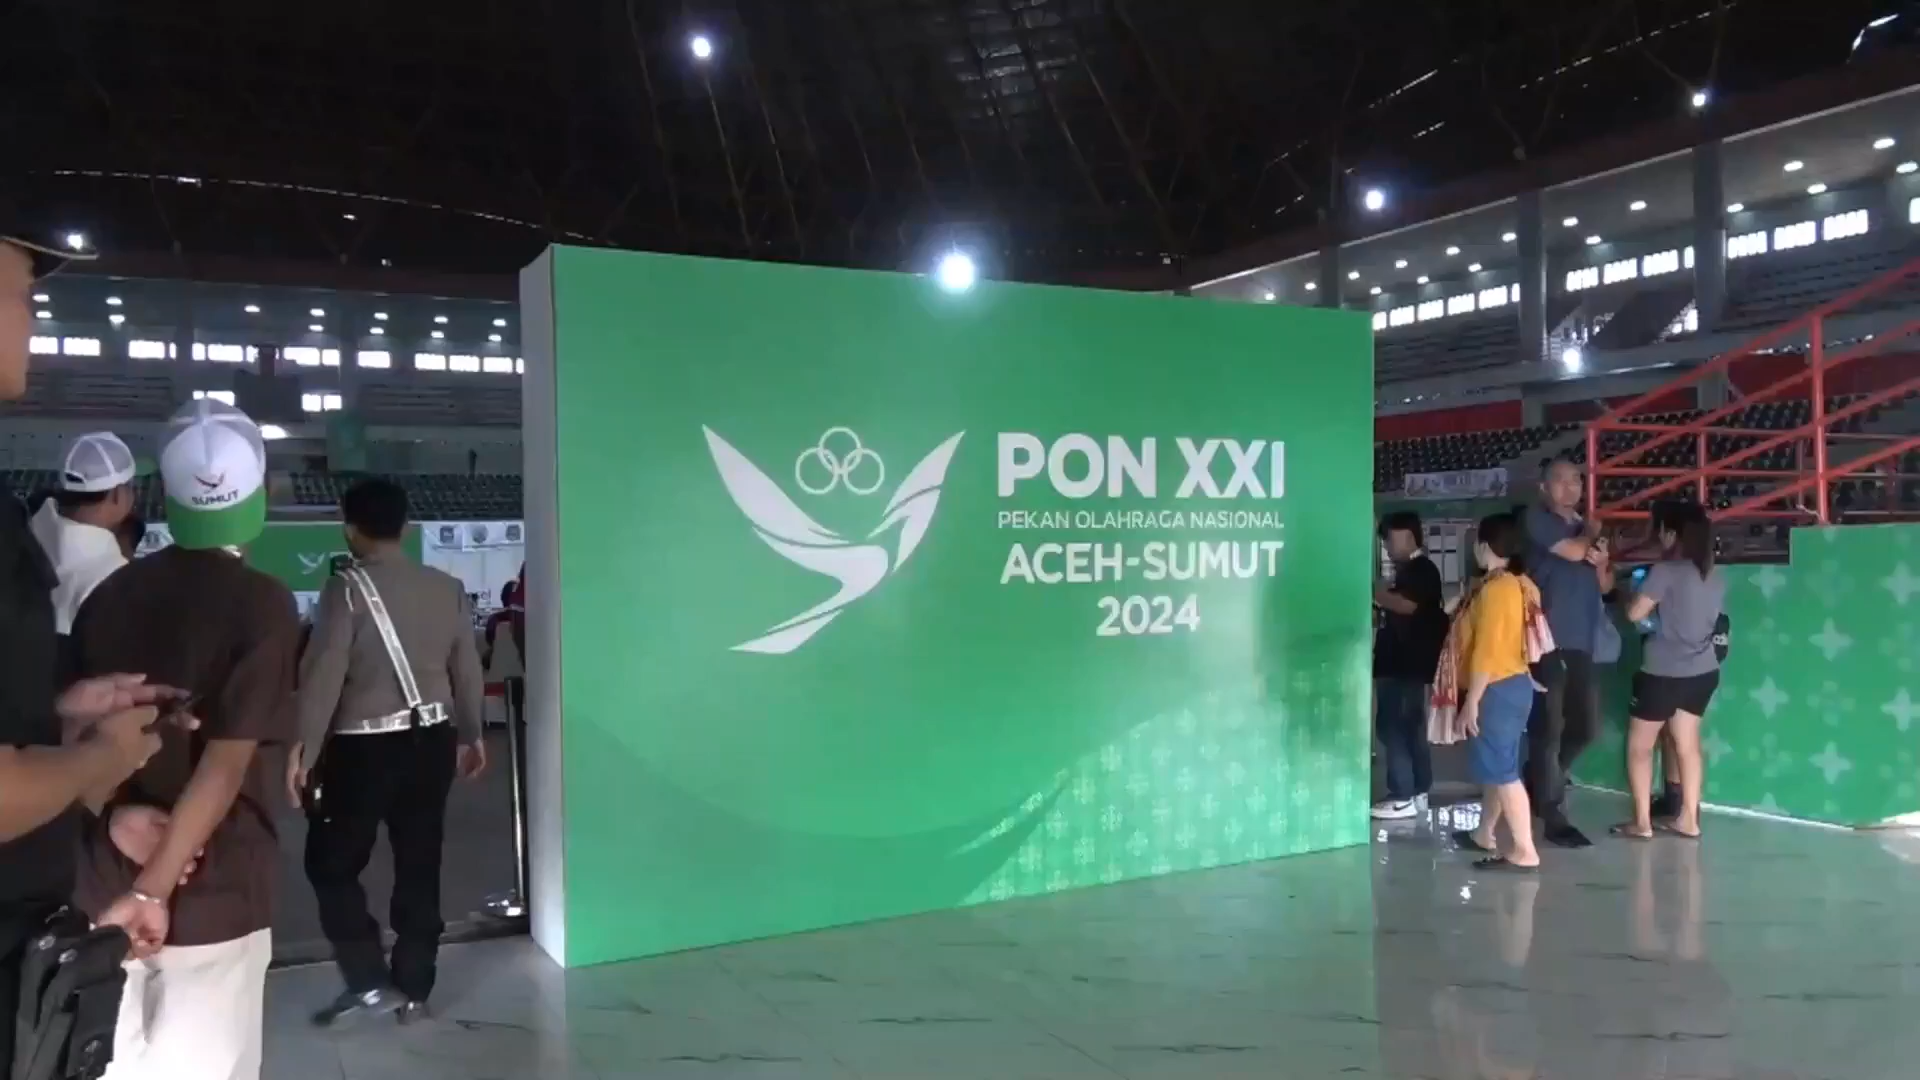 PON XXI
PEKAN OLAHRAGA NASIONAL
ACEH-SUMUT
2024
SUMUT